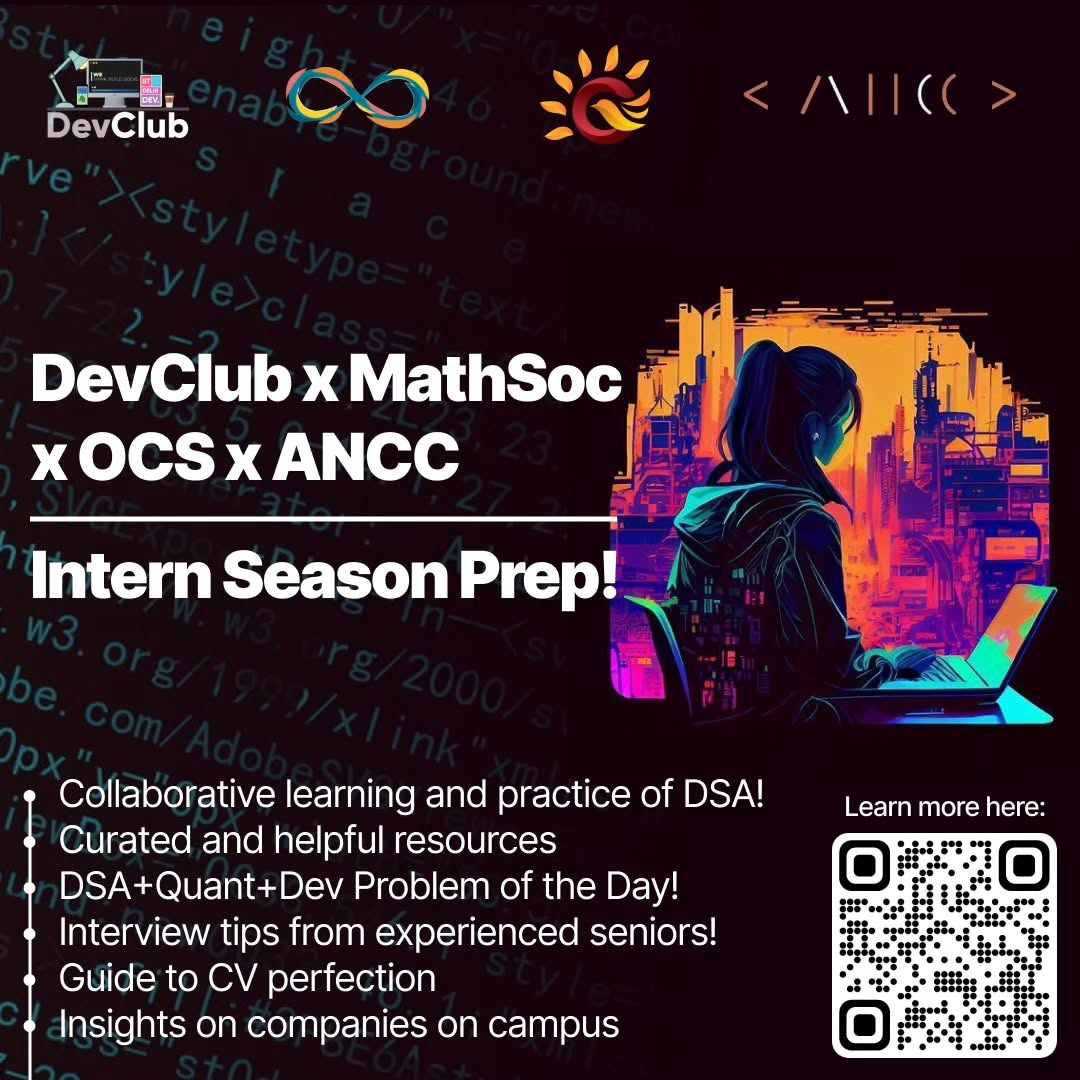 DevClub
< /\||(( >
DevClub x MathSoc
x OCS x ANCC
Intern Season Prep!
Collaborative learning and practice of DSA!
Curated and helpful resources
DSA+Quant+Dev Problem of the Day!
Interview tips from experienced seniors!
Guide to CV perfection
Insights on companies on campus
Learn more here: